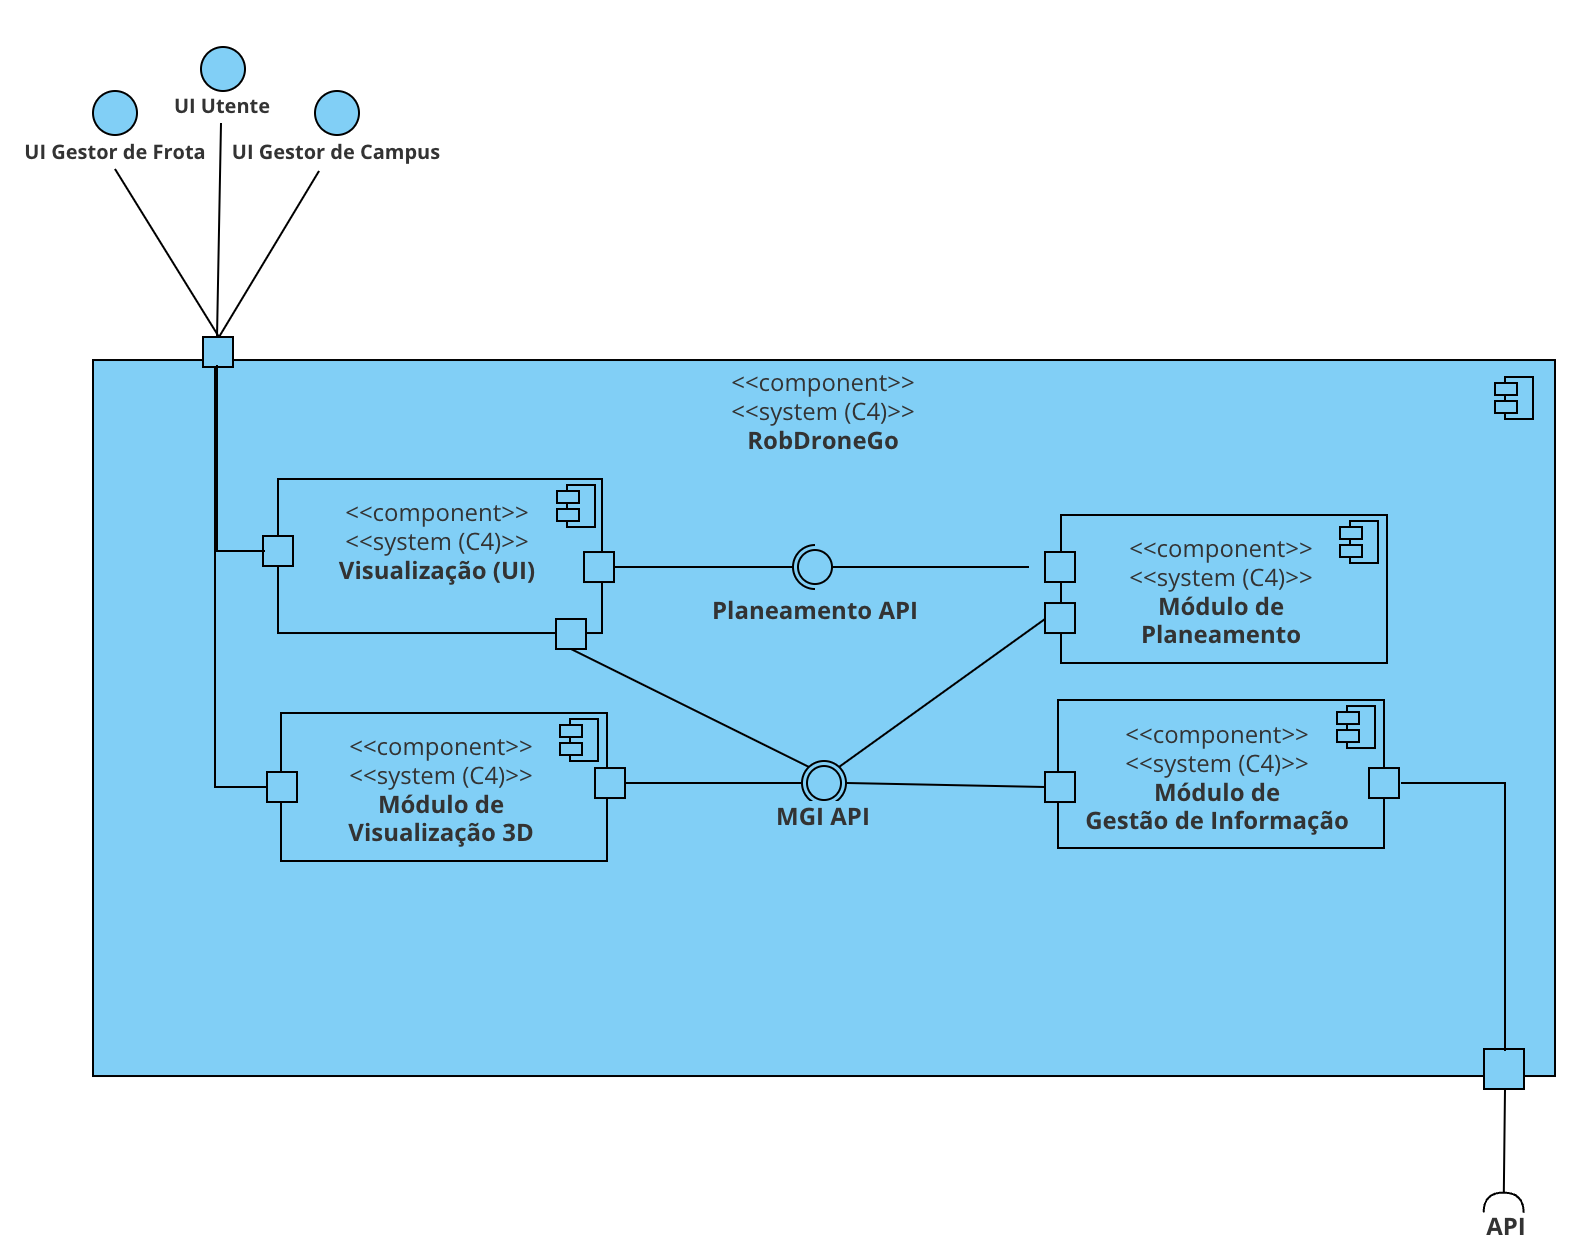 UI Utente
UI Gestor de Frota
UI Gestor de Campus
<<component>>
<<system (C4)>>
RobDroneGo
<<component>>
<<system (C4)>>
Visualização (UI)
Planeamento API
<<component>>
<<system (C4)>>
Módulo de
Planeamento
<<component>>
<<system (C4)>>
Módulo de
Visualização 3D
MGI API
<<component>>
<<system (C4)>>
Módulo de
Gestão de Informação
API